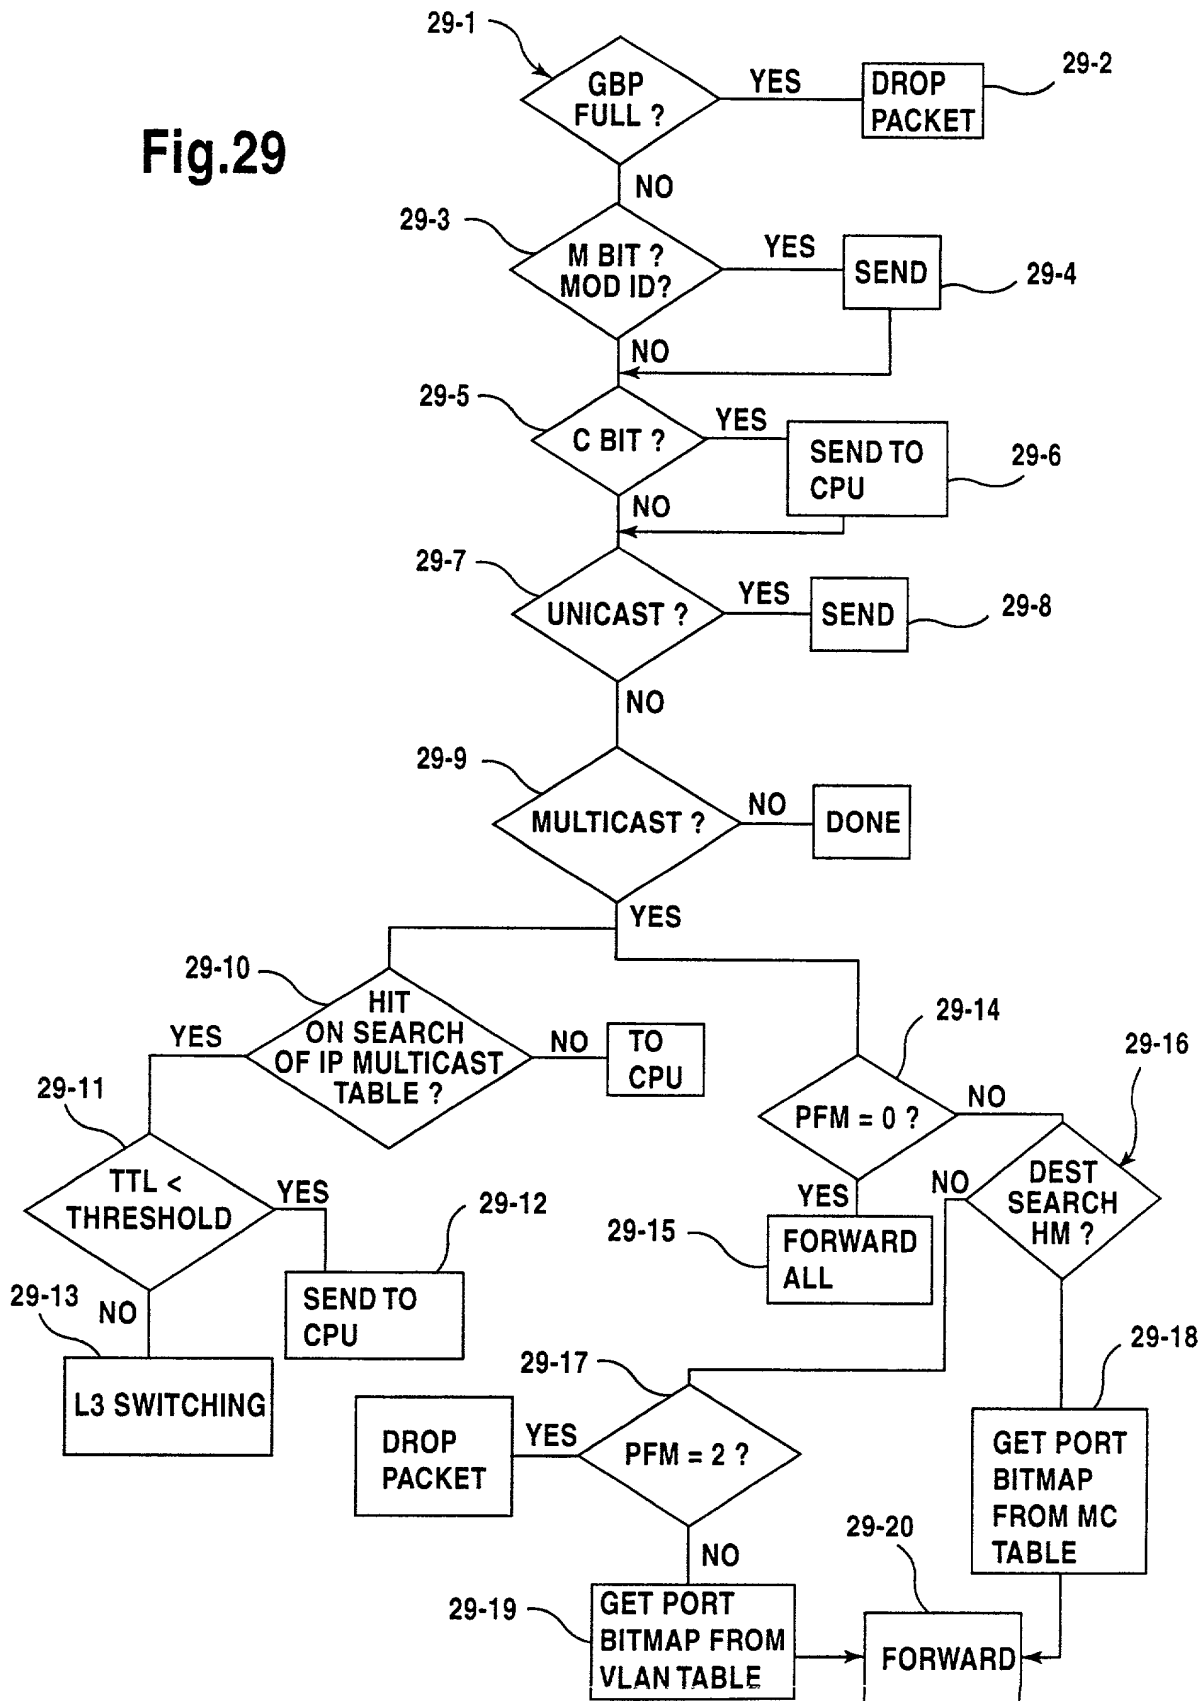 Fig.29
29-1
GBP
FULL ?
YES
DROP
PACKET
29-2
NO
29-3
M BIT ?
MOD ID?
YES
SEND
29-4
NO
29-5
C BIT ?
YES
SEND TO
CPU
29-6
NO
29-7
UNICAST ?
YES
SEND
29-8
NO
29-9
MULTICAST ?
NO
DONE
YES
29-10
HIT
ON SEARCH
OF IP MULTICAST
TABLE ?
YES
NO
TO
CPU
29-11
TTL <
THRESHOLD
YES
29-12
SEND TO
CPU
29-13
NO
L3 SWITCHING
29-14
PFM = 0 ?
NO
YES
29-15
FORWARD
ALL
29-16
DEST
SEARCH
HM ?
NO
29-17
PFM = 2 ?
YES
DROP
PACKET
NO
29-18
GET PORT
BITMAP
FROM MC
TABLE
29-19
GET PORT
BITMAP FROM
VLAN TABLE
29-20
FORWARD